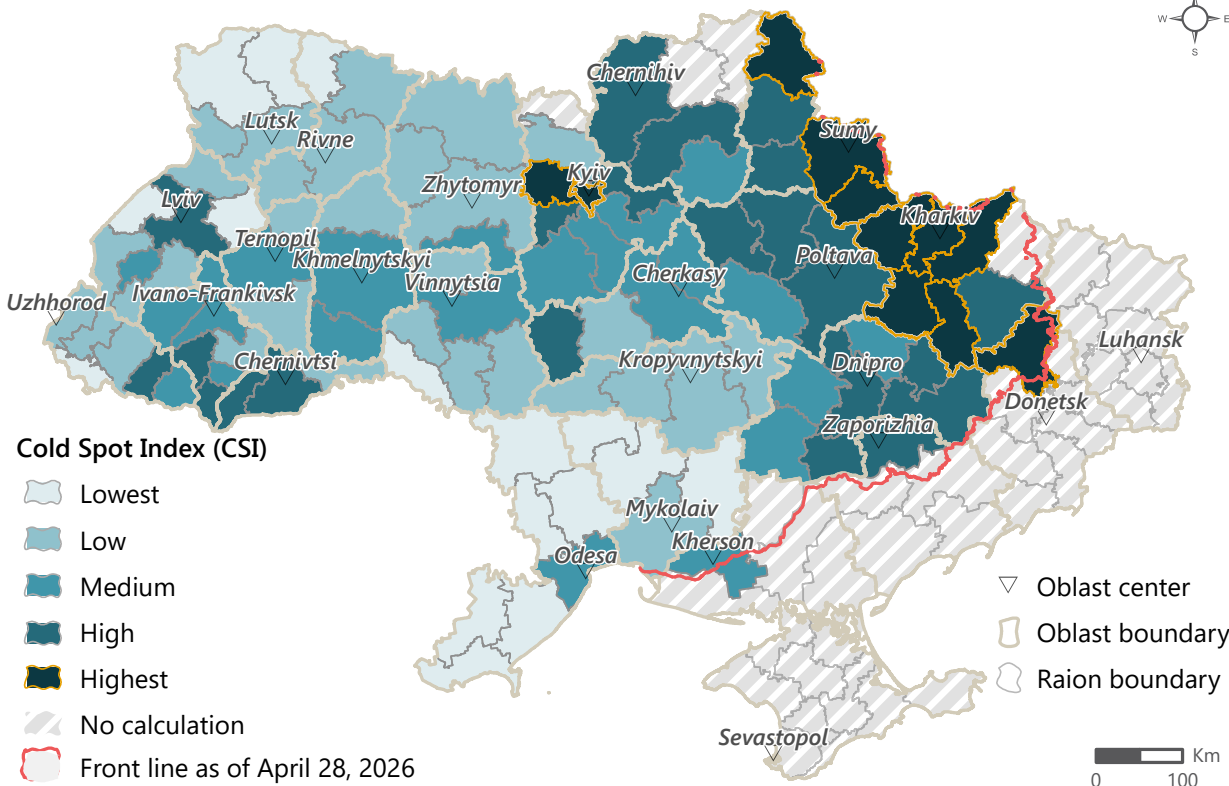 W
E
S
Chernihiv
Sumy
Lutsk
Rivne
Kyiv
Zhytomyr
Lviv
Kharkiv
Ternopil
Khmelnytskyi
Poltava
Vinnytsia
Cherkasy
Uzhhorod
Ivano-Frankivsk
Luhansk
Chernivtsi
Kropyvnytskyi
Dnipro
Donetsk
Zaporizhia
Mykolaiv
Kherson
Odesa
Sevastopol
Cold Spot Index (CSI)
Lowest
Low
Medium
High
Highest
No calculation
Front line as of April 28, 2026
Oblast center
Oblast boundary
Raion boundary
Km
0 100